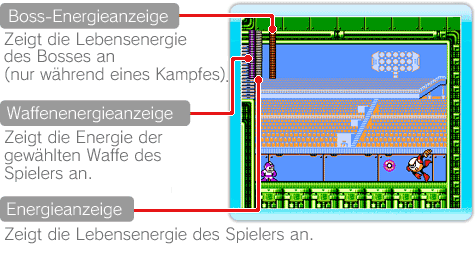 Boss-Energieanzeige
Zeigt die Lebensenergie
des Bosses an
(nur während eines Kampfes).
Waffenenergieanzeige
Zeigt die Energie der
gewählten Waffe des
Spielers an.
Energieanzeige
Zeigt die Lebensenergie des Spielers an.